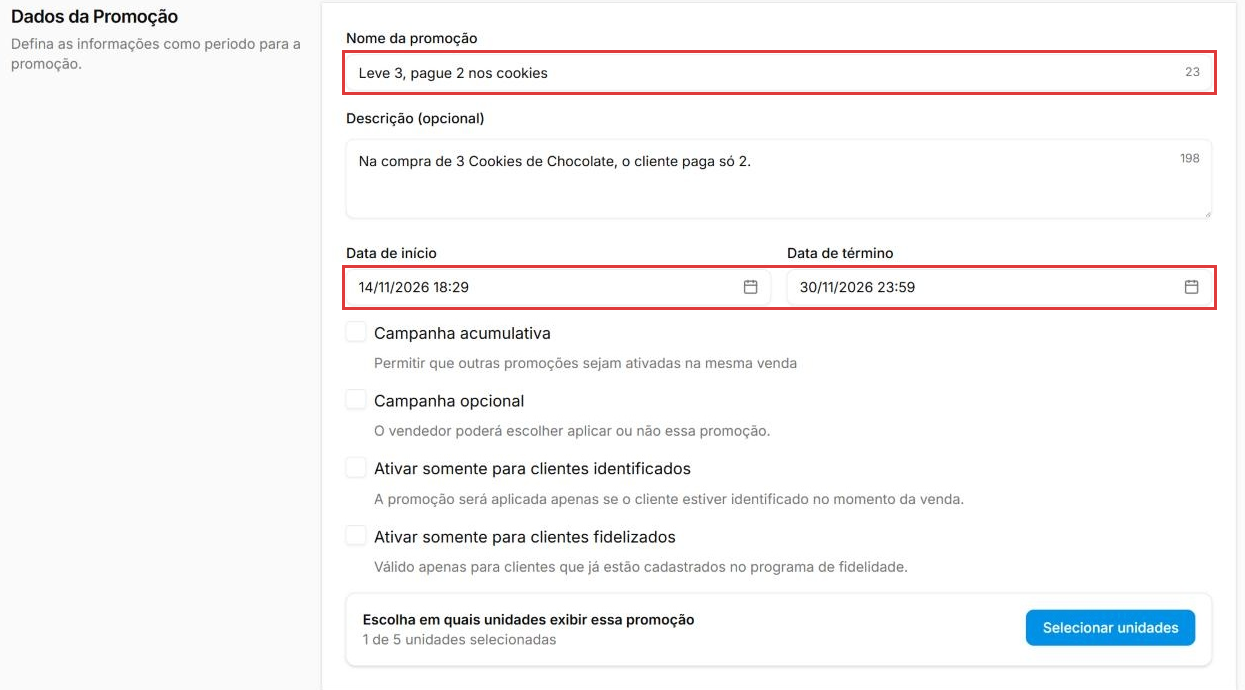 Dados da Promoção
Defina as informações como periodo para a
promoção.
Nome da promoção
Leve 3, pague 2 nos cookies
23
Descrição (opcional)
Na compra de 3 Cookies de Chocolate, o cliente paga só 2.
198
Data de início
Data de término
14/11/2026 18:29
30/11/2026 23:59
Campanha acumulativa
Permitir que outras promoções sejam ativadas na mesma venda
Campanha opcional
O vendedor poderá escolher aplicar ou não essa promoção.
Ativar somente para clientes identificados
A promoção será aplicada apenas se o cliente estiver identificado no momento da venda.
Ativar somente para clientes fidelizados
Válido apenas para clientes que já estão cadastrados no programa de fidelidade.
Escolha em quais unidades exibir essa promoção
1 de 5 unidades selecionadas
Selecionar unidades